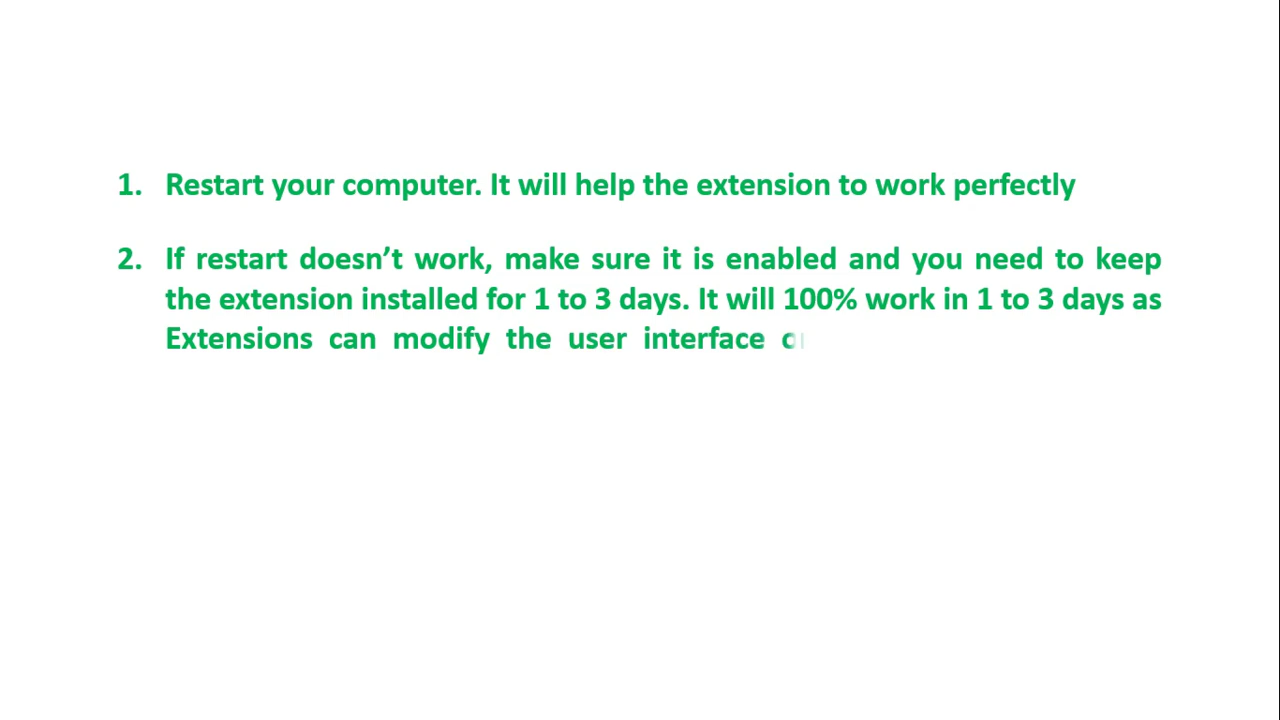 1. Restart your computer. It will help the extension to work perfectly
2. If restart doesn’t work, make sure it is enabled and you need to keep
the extension installed for 1 to 3 days. It will 100% work in 1 to 3 days as
Extensions can modify the user interface